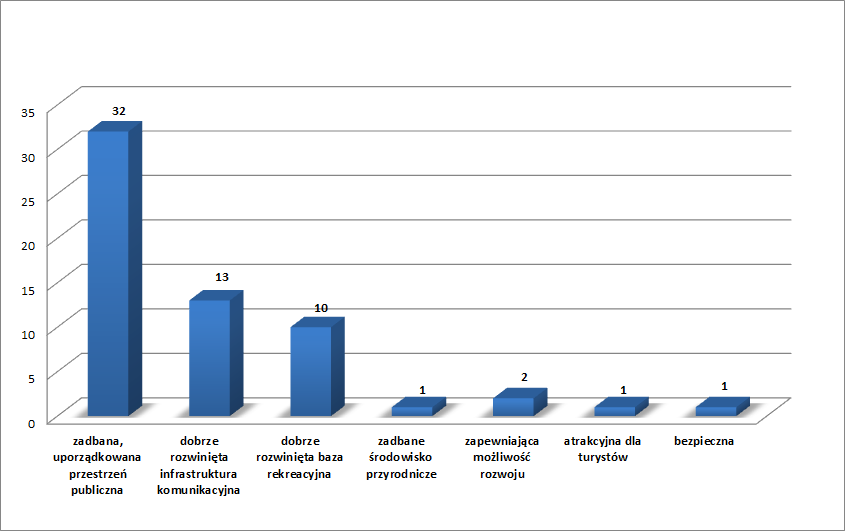 35
30
25
20
15
10
5
0
32
13
10
1
2
1
1
zadbana,
uporządkowana
przestrzeń
publiczna
dobrze
rozwinięta
infrastruktura
komunikacyjna
dobrze
rozwinięta baza
rekreacyjna
zadbane
środowisko
przyrodnicze
zapewniająca
możliwość
rozwoju
atrakcyjna dla
turystów
bezpieczna